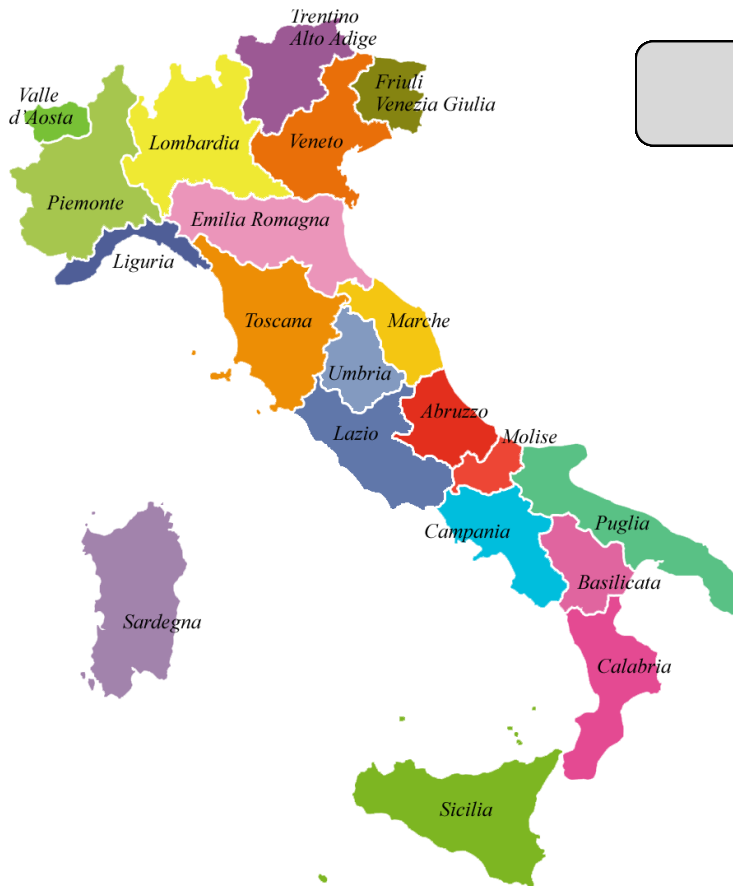 Trentino
Alto Adige
Friuli
Venezia Giulia
Valle
d'Aosta
Lombardia
Veneto
Piemonte
Emilia Romagna
Liguria
Toscana
Marche
Umbria
Abruzzo
Lazio
Molise
Puglia
Campania
Basilicata
Sardegna
Calabria
Sicilia